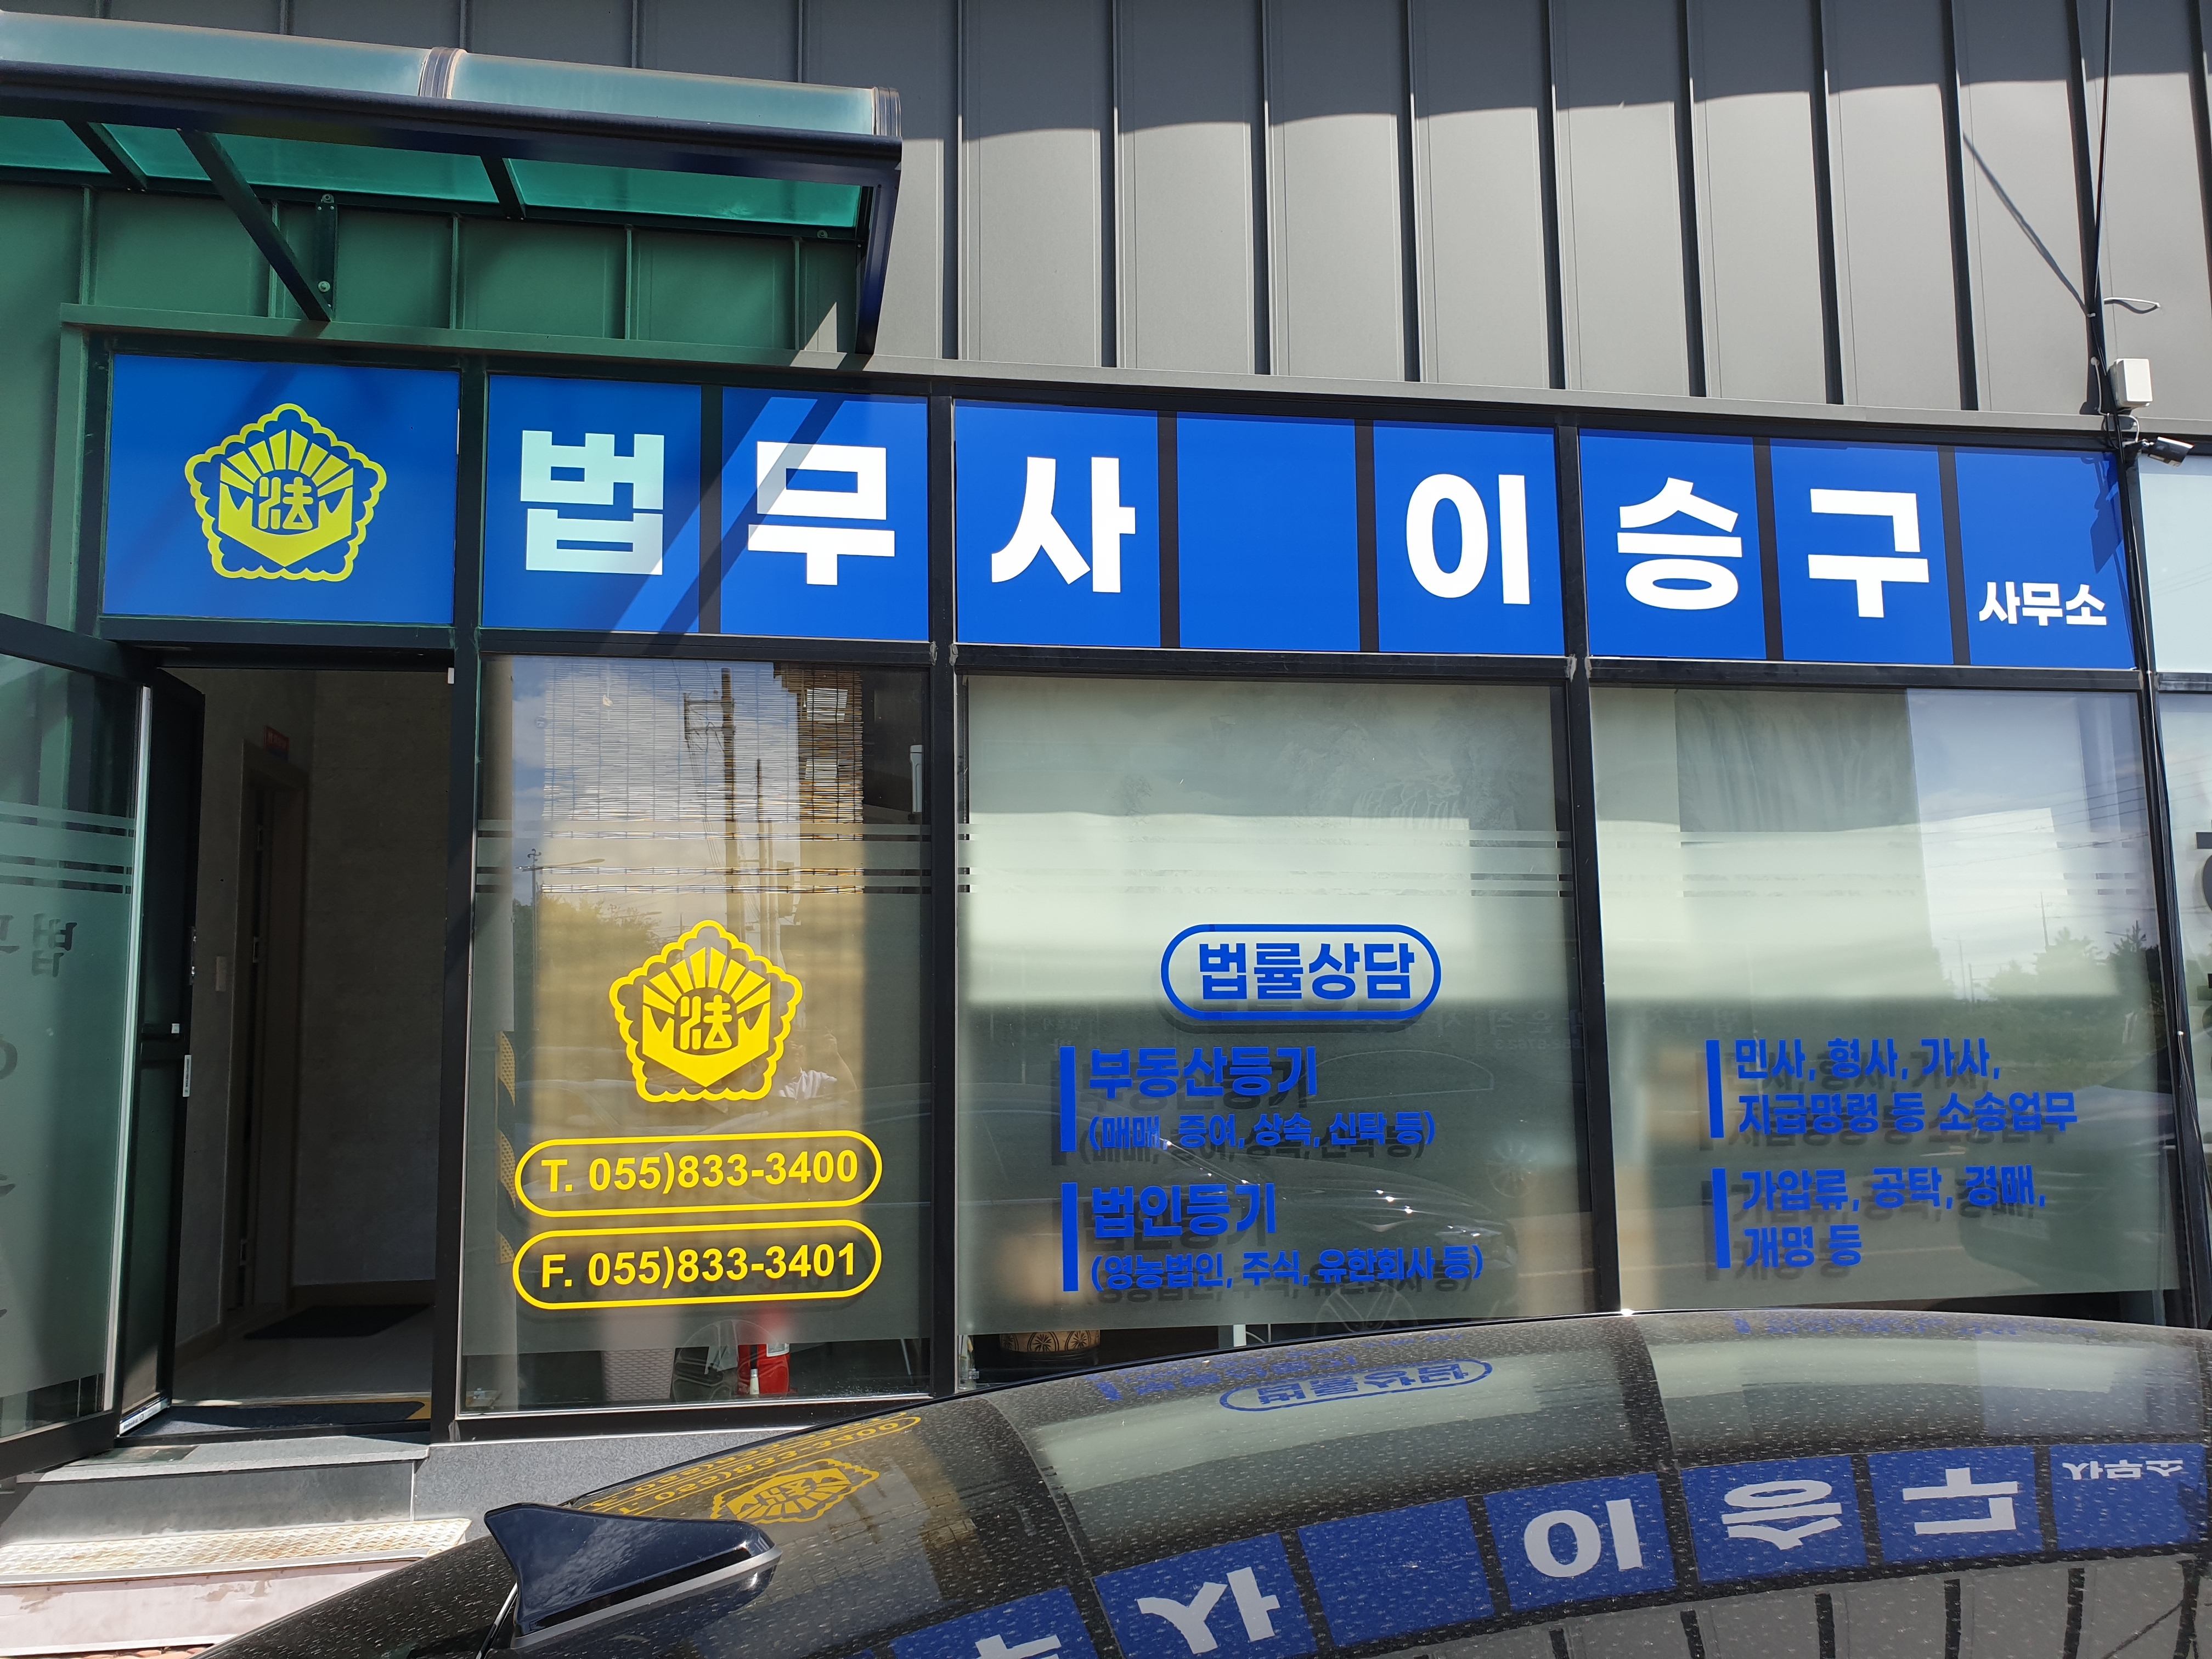 법무사 이승구 사무소
法
法
T. 055)833-3400
F. 055)833-3401
법률상담
부동산등기
(매매, 증여, 상속, 신탁 등)
법인등기
(영농법인, 주식, 유한회사 등)
민사, 형사, 가사,
지급명령 등 소송업무
가압류, 공탁, 경매,
개명 등